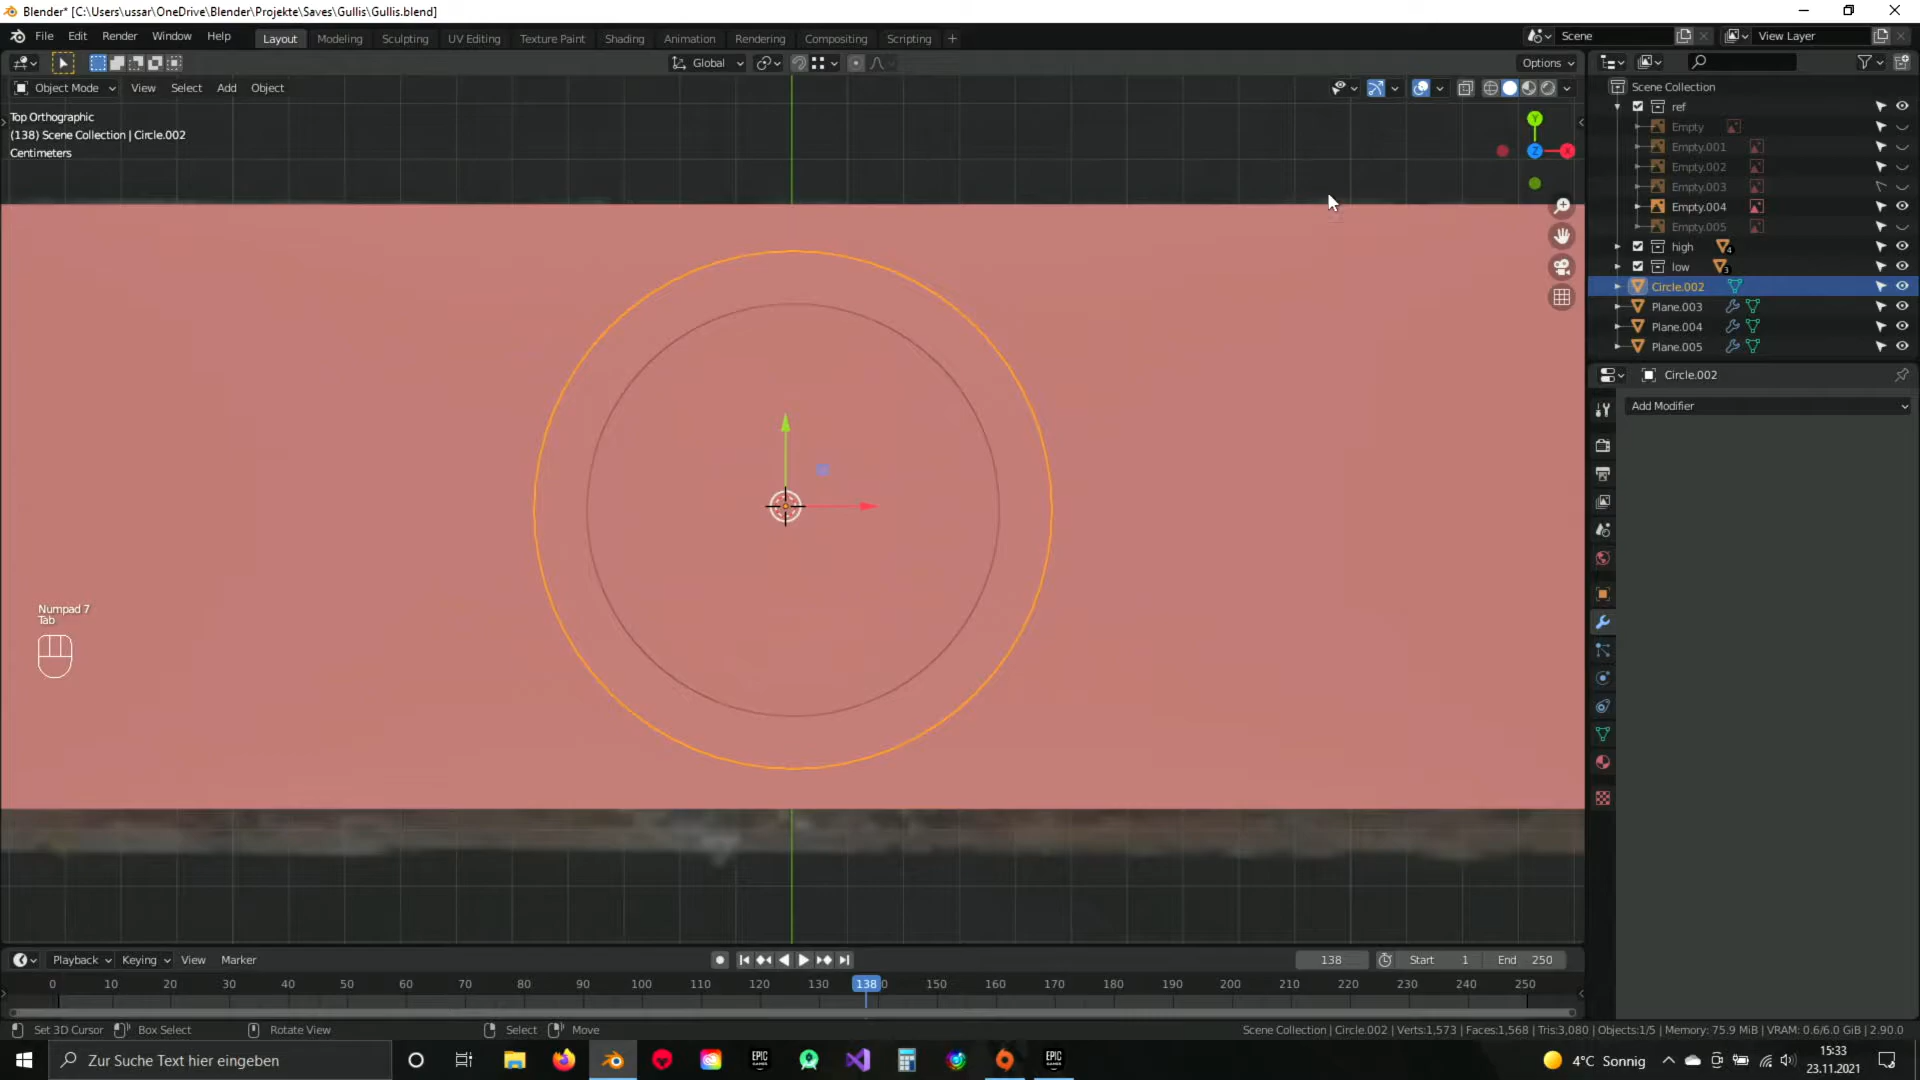 Blender* [C:\Users\ussar\OneDrive\Blender\Projekte\Saves\Gullis\Gullis.blend]
File Edit Render Window Help
Layout Modeling Sculpting UV Editing Texture Paint Shading Animation Rendering Compositing Scripting
Scene
View Layer
Global
Options
Object Mode View Select Add Object
Top Orthographic
(138) Scene Collection | Circle.002
Centimeters
Y
Z
X
Scene Collection
ref
Empty
Empty.001
Empty.002
Empty.003
Empty.004
Empty.005
high 4
low 3
Circle.002
Plane.003
Plane.004
Plane.005
Circle.002
Add Modifier
Numpad 7
Tab
Playback Keying View Marker
138 Start 1 End 250
0 10 20 30 40 50 60 70 80 90 100 110 120 130 138 0 150 160 170 180 190 200 210 220 230 240 250
Set 3D Cursor Box Select Rotate View Select Move
Scene Collection | Circle.002 | Verts:1,573 | Faces:1,568 | Tris:3,080 | Objects:1/5 | Memory: 75.9 MiB | VRAM: 0.6/6.0 GiB | 2.90.0
Zur Suche Text hier eingeben
EPIC GAMES
EPIC GAMES
4°C Sonnig
15:33
23.11.2021